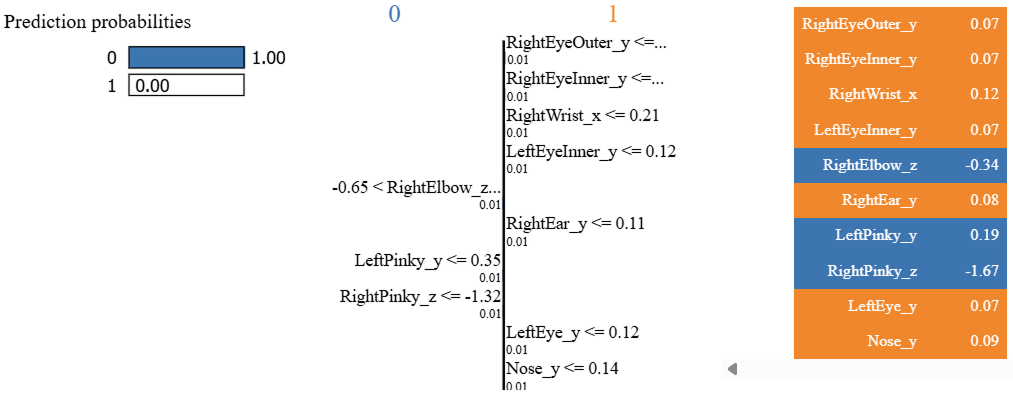 Prediction probabilities
0 1.00
1 0.00
0 1
RightEyeOuter_y <=...
0.01
RightEyeInner_y <=...
0.01
RightWrist_x <= 0.21
0.01
LeftEyeInner_y <= 0.12
0.01
-0.65 < RightElbow_z...
0.01
RightEar_y <= 0.11
0.01
LeftPinky_y <= 0.35
0.01
RightPinky_z <= -1.32
0.01
LeftEye_y <= 0.12
0.01
Nose_y <= 0.14
0.01
RightEyeOuter_y 0.07
RightEyeInner_y 0.07
RightWrist_x 0.12
LeftEyeInner_y 0.07
RightElbow_z -0.34
RightEar_y 0.08
LeftPinky_y 0.19
RightPinky_z -1.67
LeftEye_y 0.07
Nose_y 0.09